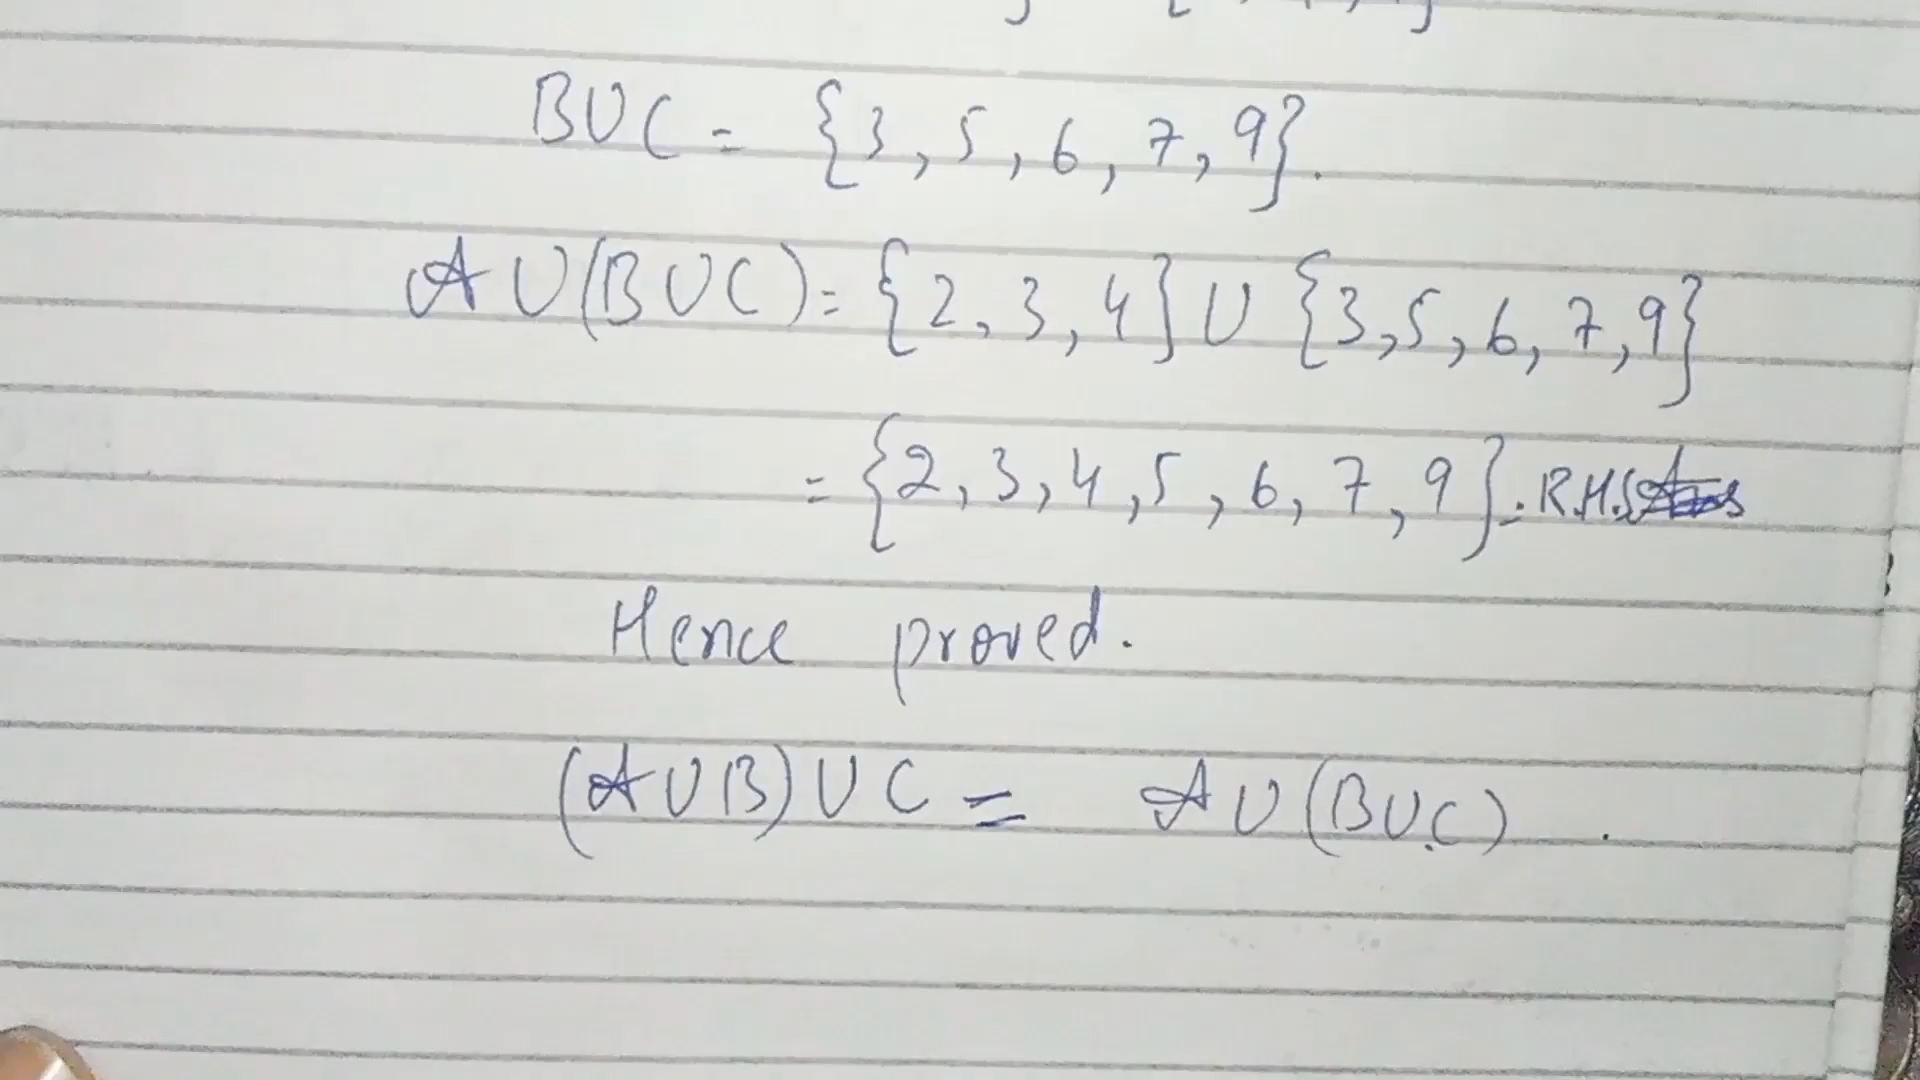 BUC = {3, 5, 6, 7, 9}.
A U (B U C) = {2, 3, 4} U {3, 5, 6, 7, 9}
= {2, 3, 4, 5, 6, 7, 9}. R.H.S
Hence proved.
(A U B) U C = A U (B U C).